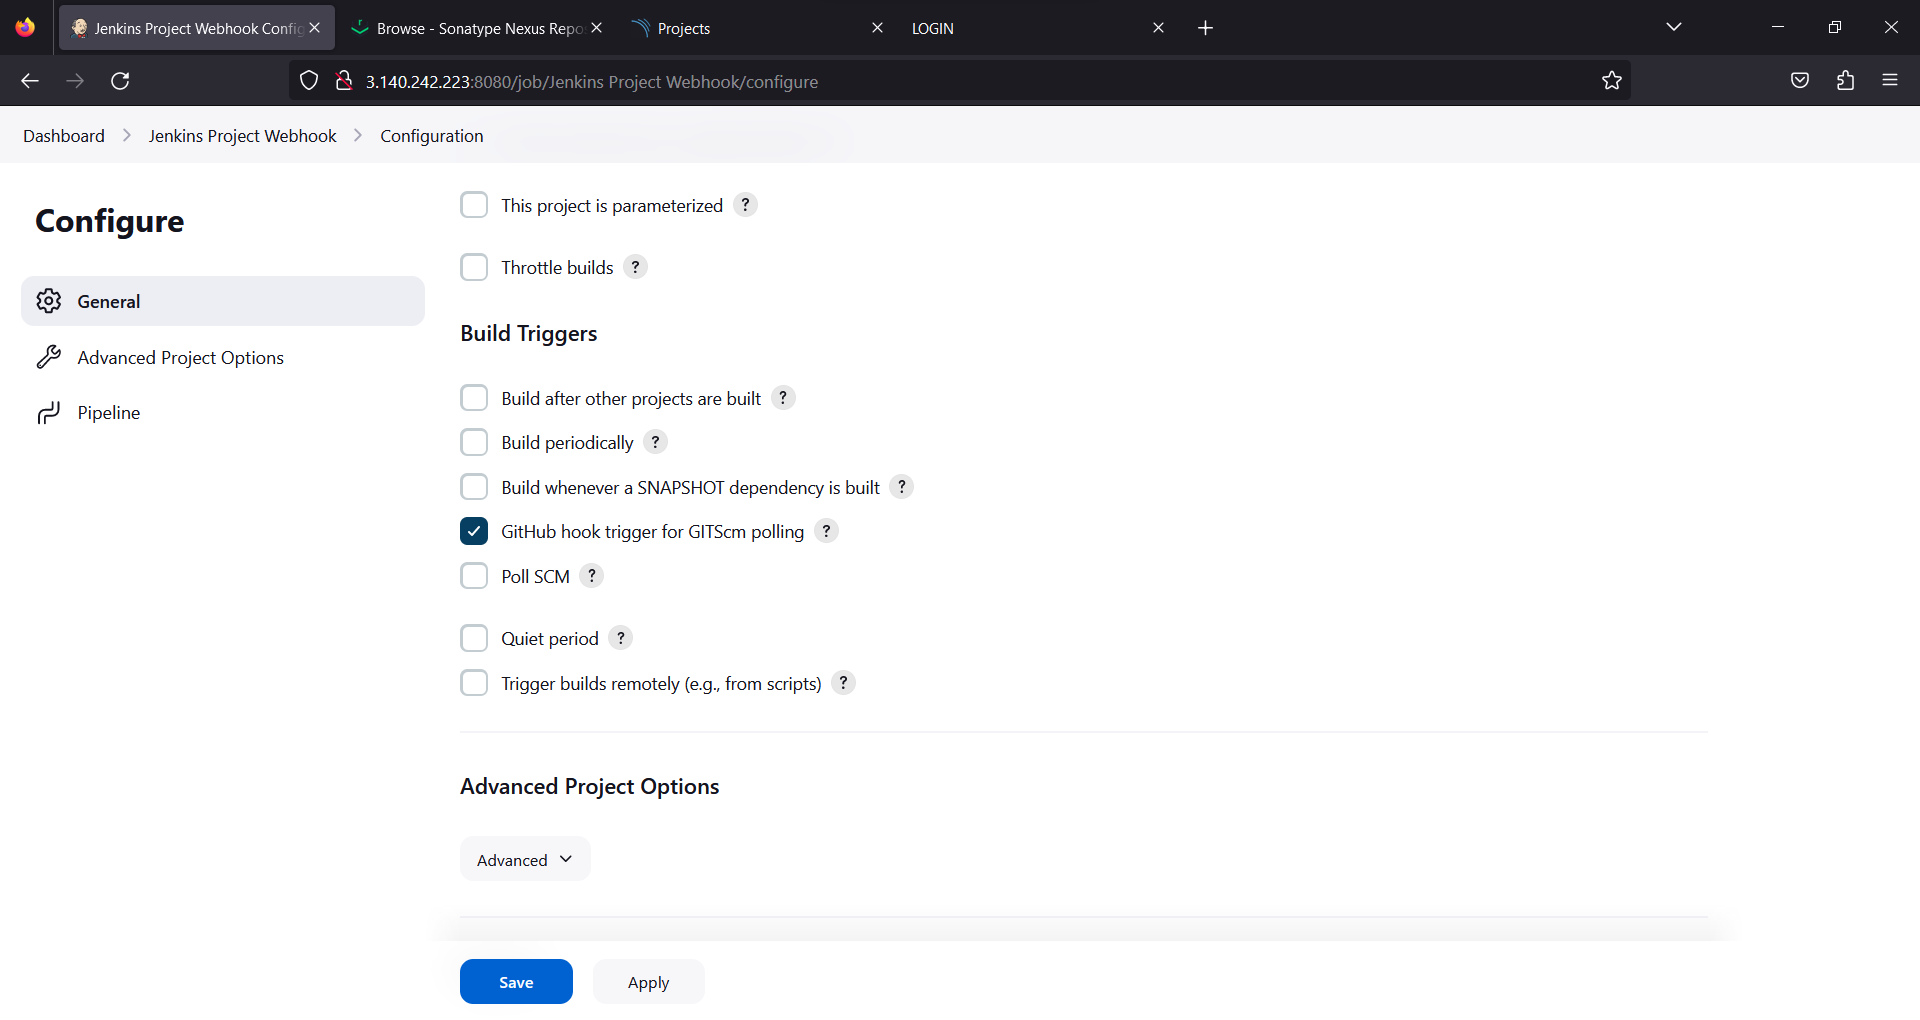 Jenkins Project Webhook Config
Browse - Sonatype Nexus Repo
Projects
LOGIN
3.140.242.223:8080/job/Jenkins Project Webhook/configure
Dashboard > Jenkins Project Webhook > Configuration
Configure
General
Advanced Project Options
Pipeline
This project is parameterized ?
Throttle builds ?
Build Triggers
Build after other projects are built ?
Build periodically ?
Build whenever a SNAPSHOT dependency is built ?
GitHub hook trigger for GITScm polling ?
Poll SCM ?
Quiet period ?
Trigger builds remotely (e.g., from scripts) ?
Advanced Project Options
Advanced
Save
Apply